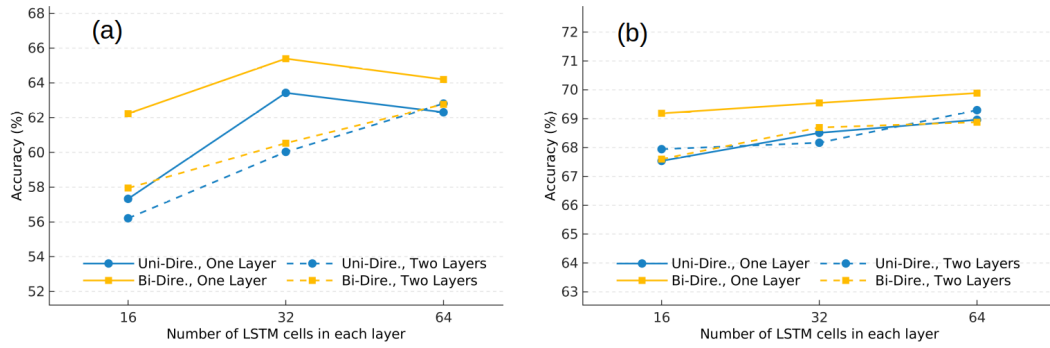 (a)
68
66
64
62
60
58
56
54
52
Accuracy (%)
Uni-Dire., One Layer
Bi-Dire., One Layer
Uni-Dire., Two Layers
Bi-Dire., Two Layers
16
32
64
Number of LSTM cells in each layer
(b)
72
71
70
69
68
67
66
65
64
63
Accuracy (%)
Uni-Dire., One Layer
Bi-Dire., One Layer
Uni-Dire., Two Layers
Bi-Dire., Two Layers
16
32
64
Number of LSTM cells in each layer